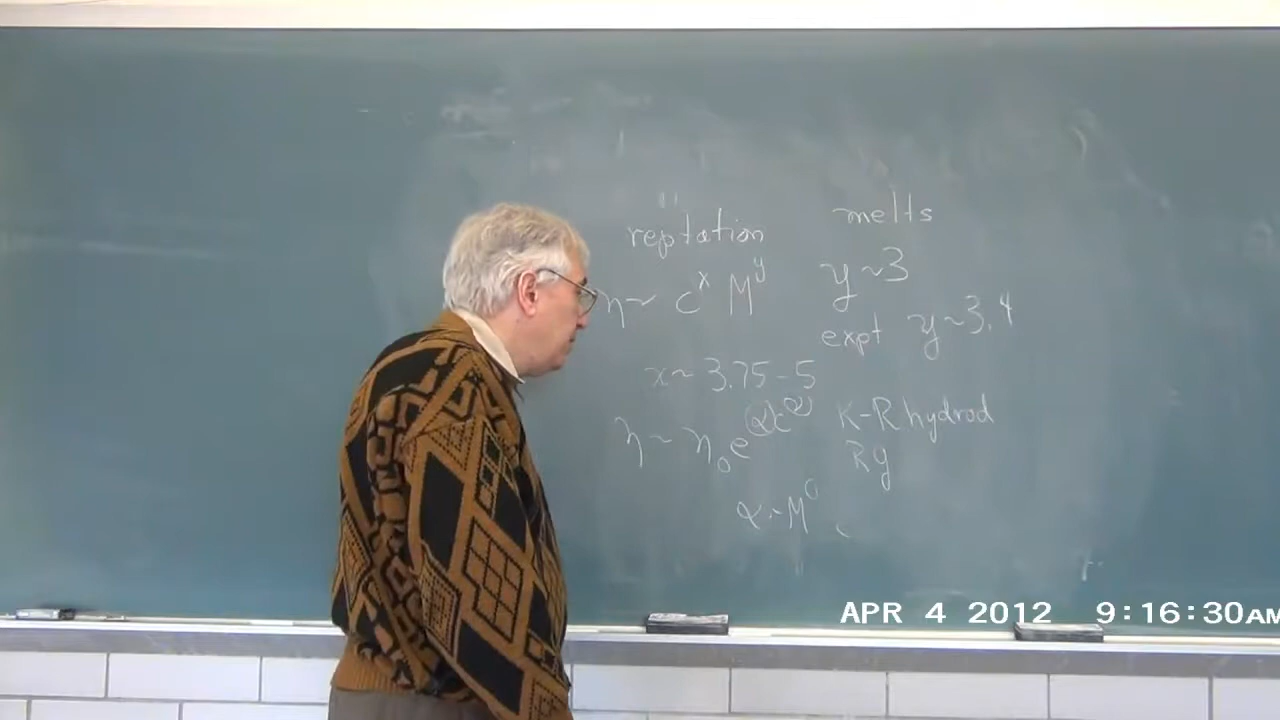 reptation melts
η ~ c^x M^y y ~ 3
expt y ~ 3.4
x ~ 3.75 - 5
η ~ η₀ e^(αc^ν) K-R hydrod
Rg
α ~ M^0
APR 4 2012 9:16:30AM